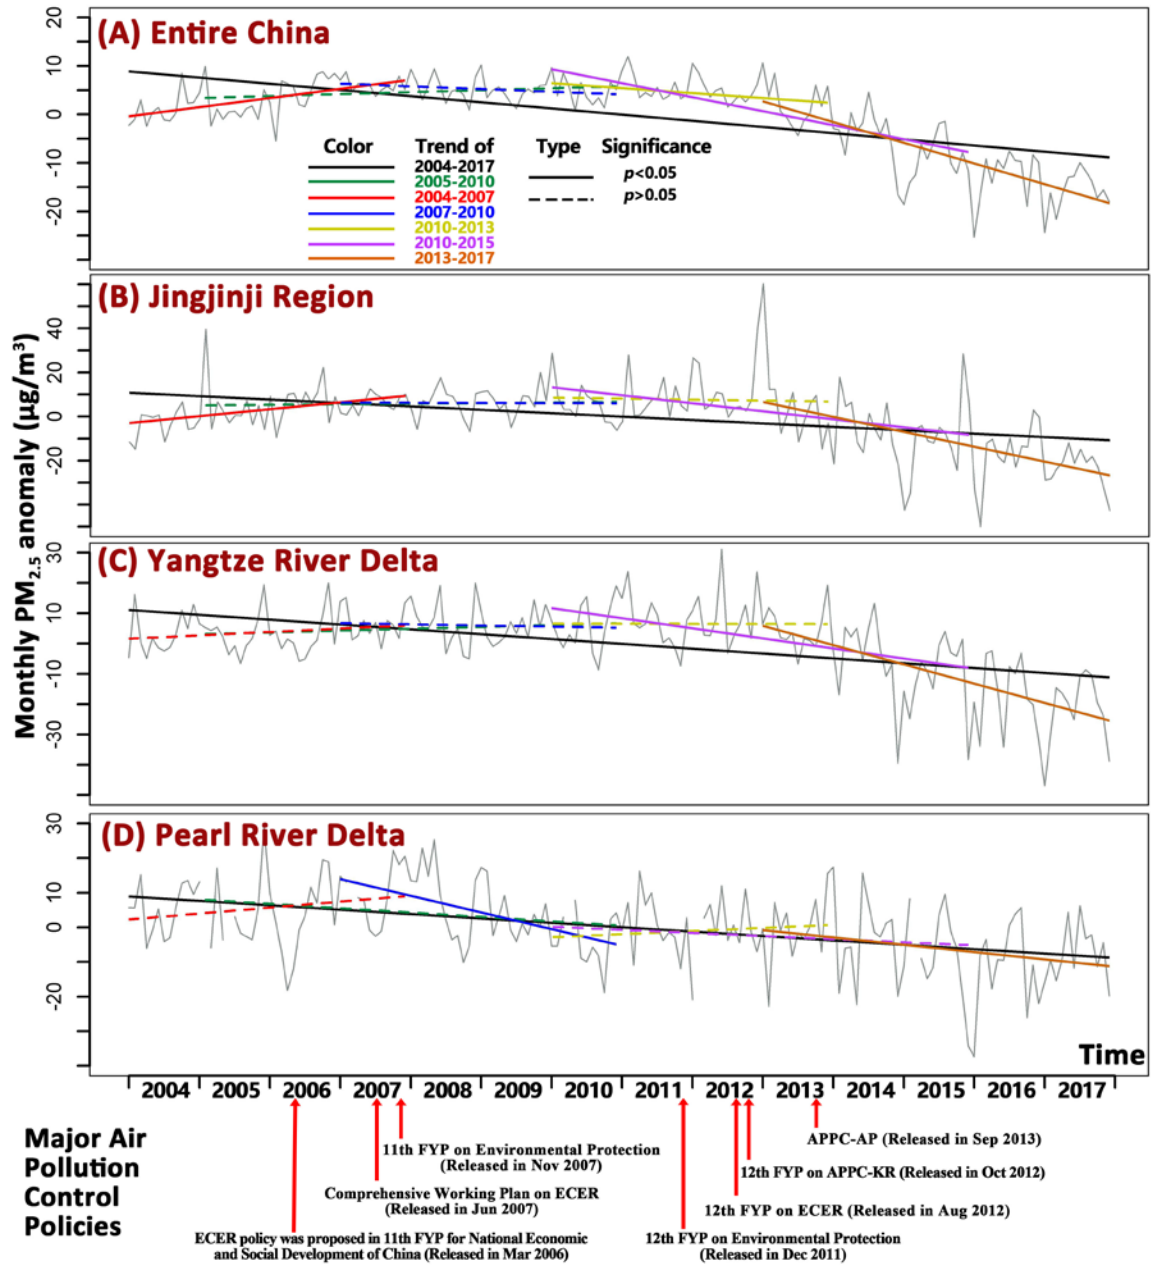 (A) Entire China
20
10
0
-10
-20
Color Trend of Type Significance
2004-2017
2005-2010
2004-2007
2007-2010
2010-2013
2010-2015
2013-2017
p<0.05
p>0.05
(B) Jingjinji Region
40
20
0
-20
Monthly PM2.5 anomaly (µg/m³)
(C) Yangtze River Delta
30
10
-10
-30
(D) Pearl River Delta
30
10
0
-20
Time
2004 2005 2006 2007 2008 2009 2010 2011 2012 2013 2014 2015 2016 2017
Major Air
Pollution
Control
Policies
APPC-AP (Released in Sep 2013)
11th FYP on Environmental Protection
(Released in Nov 2007)
12th FYP on APPC-KR (Released in Oct 2012)
Comprehensive Working Plan on ECER
(Released in Jun 2007)
12th FYP on ECER (Released in Aug 2012)
ECER policy was proposed in 11th FYP for National Economic
and Social Development of China (Released in Mar 2006)
12th FYP on Environmental Protection
(Released in Dec 2011)